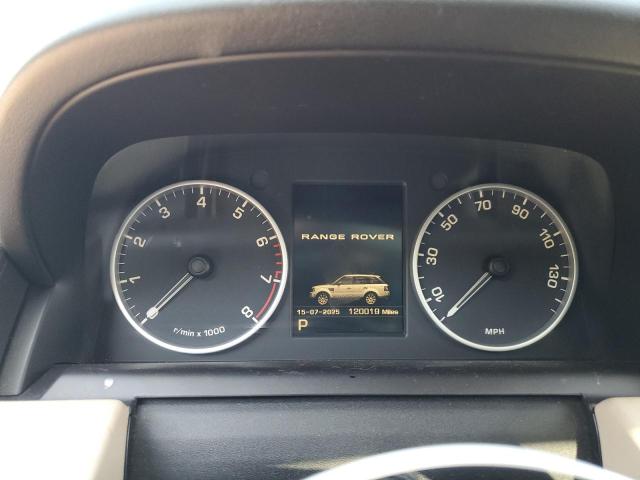 1 2 3 4 5 6 7 8
r/min x 1000
RANGE ROVER
15-07-2025 120019 Miles
P
10 30 50 70 90 110 130
MPH